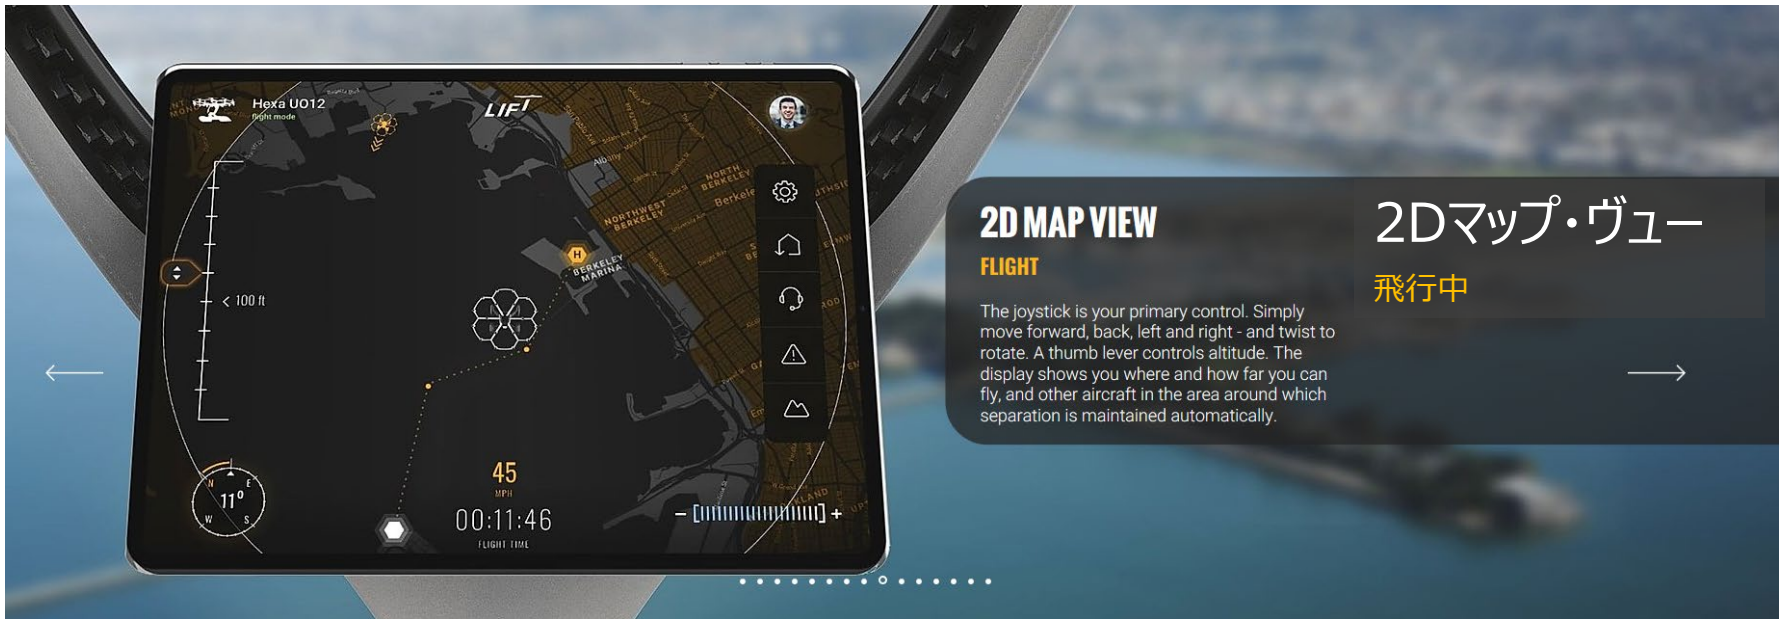 Hexa U012
flight mode
LIFT
Albany
NORTH
BERKELEY
NORTHWEST
BERKELEY
H
BERKELEY
MARINA
< 100 ft
N
E
11°
W
S
45
MPH
00:11:46
FLIGHT TIME
− +
2D MAP VIEW
FLIGHT
The joystick is your primary control. Simply
move forward, back, left and right - and twist to
rotate. A thumb lever controls altitude. The
display shows you where and how far you can
fly, and other aircraft in the area around which
separation is maintained automatically.
2Dマップ・ヴュー
飛行中